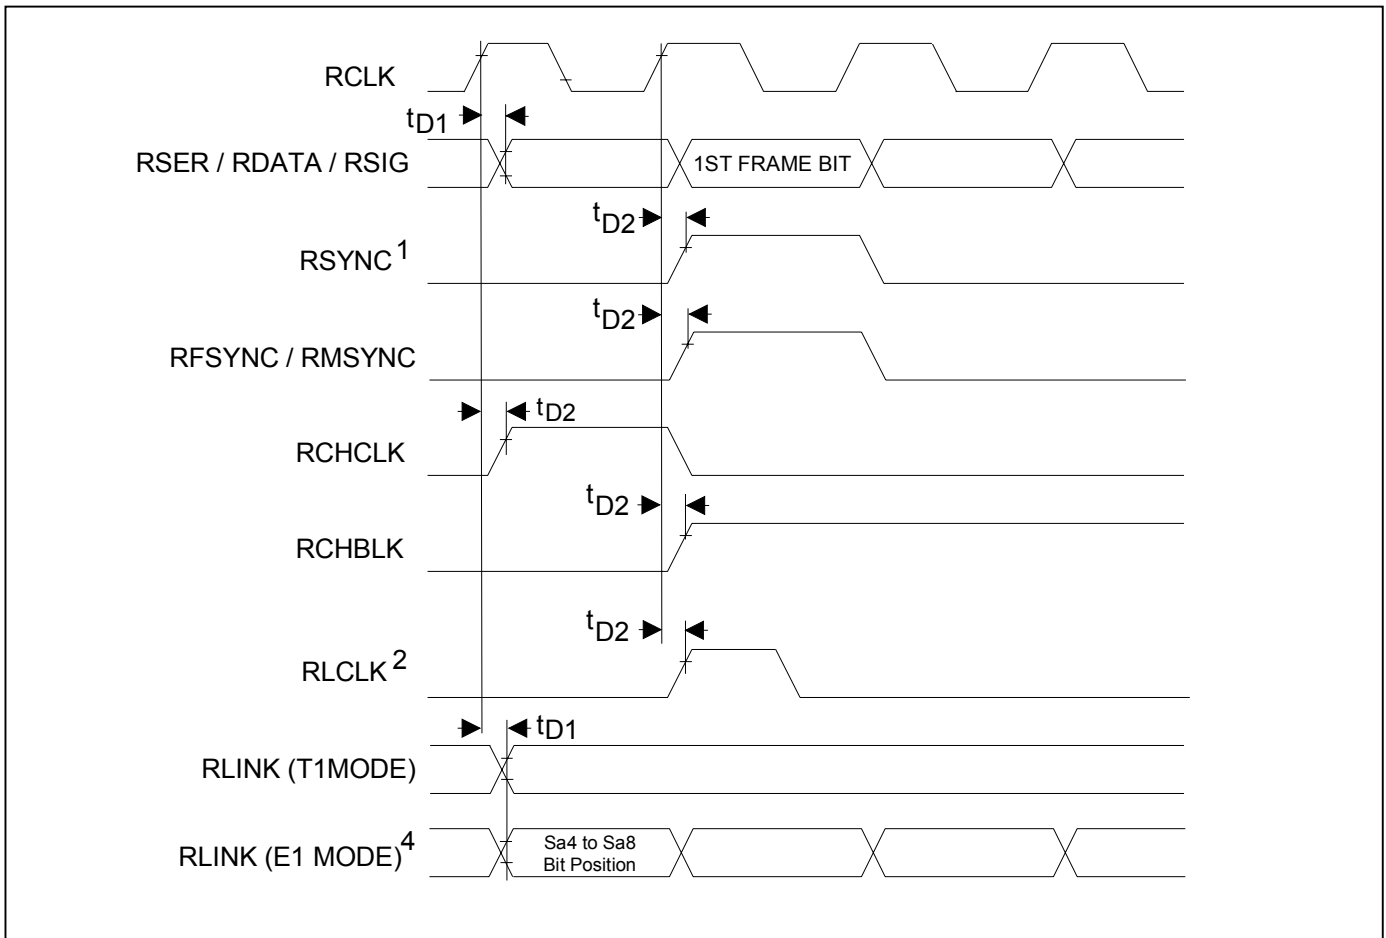 RCLK
tD1
RSER / RDATA / RSIG
1ST FRAME BIT
tD2
RSYNC1
tD2
RFSYNC / RMSYNC
tD2
RCHCLK
tD2
RCHBLK
tD2
RLCLK2
tD1
RLINK (T1MODE)
RLINK (E1 MODE)4
Sa4 to Sa8
Bit Position